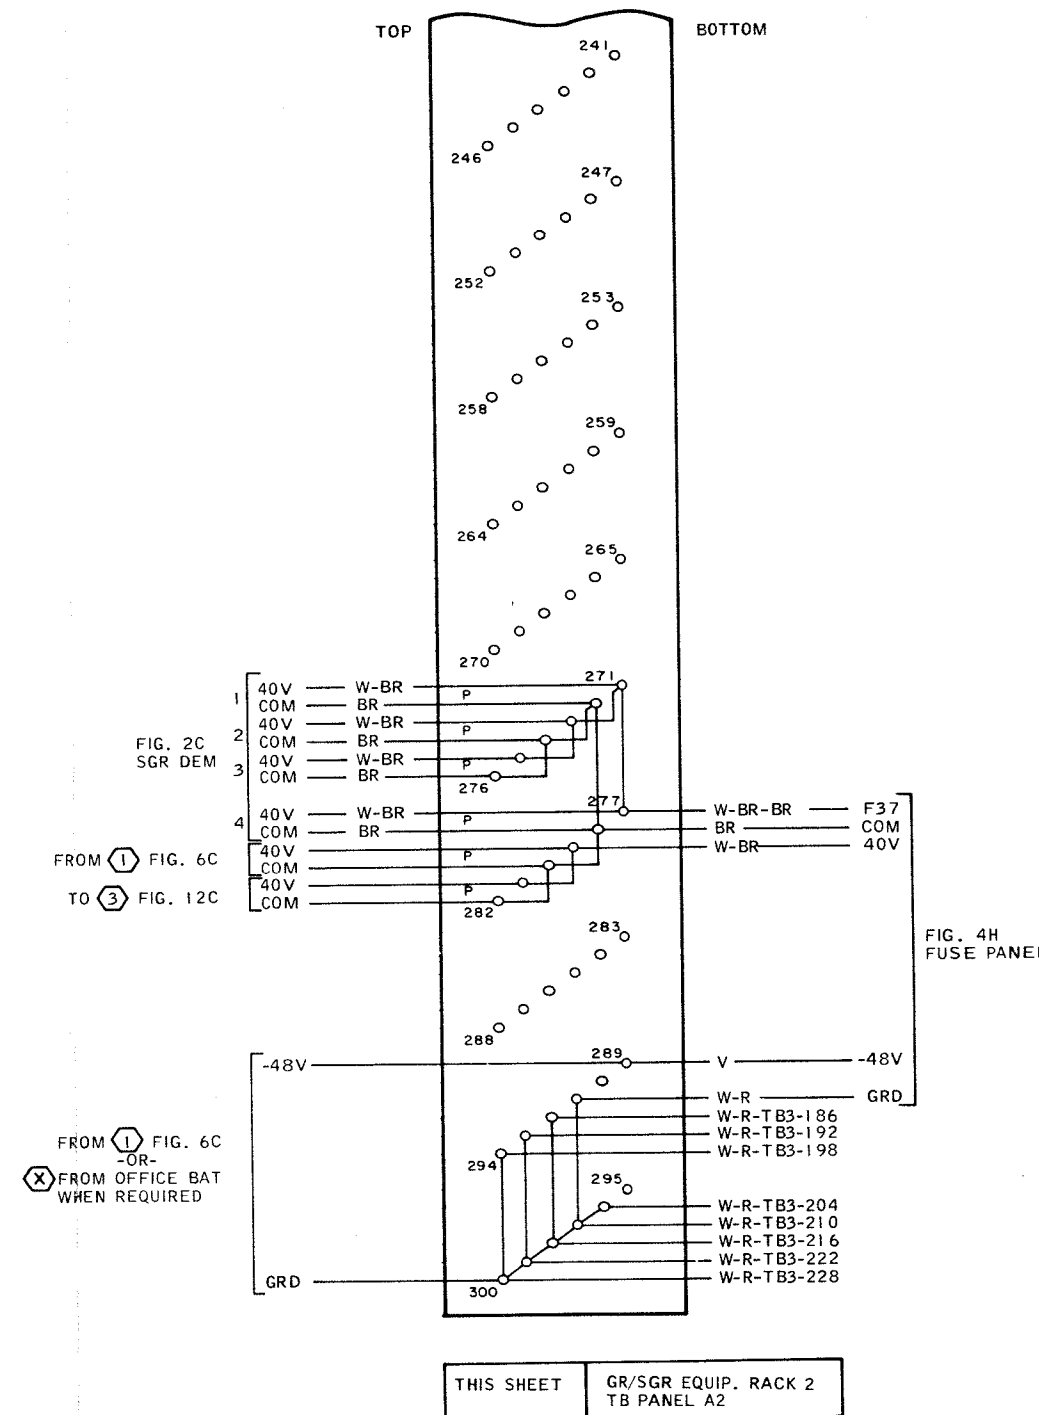 TOP
BOTTOM
241
246
247
252
253
258
259
264
265
270
271
1 40V W-BR P
COM BR
2 40V W-BR P
COM BR
3 40V W-BR P
COM BR
276
FIG. 2C
SGR DEM
277
4 40V W-BR P
COM BR
W-BR-BR F37
BR COM
W-BR 40V
FROM 1 FIG. 6C
40V P
COM
TO 3 FIG. 12C
40V P
COM
282
283
288
FIG. 4H
FUSE PANEL
289
-48V
V -48V
W-R GRD
W-R-TB3-186
W-R-TB3-192
W-R-TB3-198
294
FROM 1 FIG. 6C
-OR-
X FROM OFFICE BAT
WHEN REQUIRED
295
W-R-TB3-204
W-R-TB3-210
W-R-TB3-216
W-R-TB3-222
W-R-TB3-228
GRD
300
THIS SHEET
GR/SGR EQUIP. RACK 2
TB PANEL A2